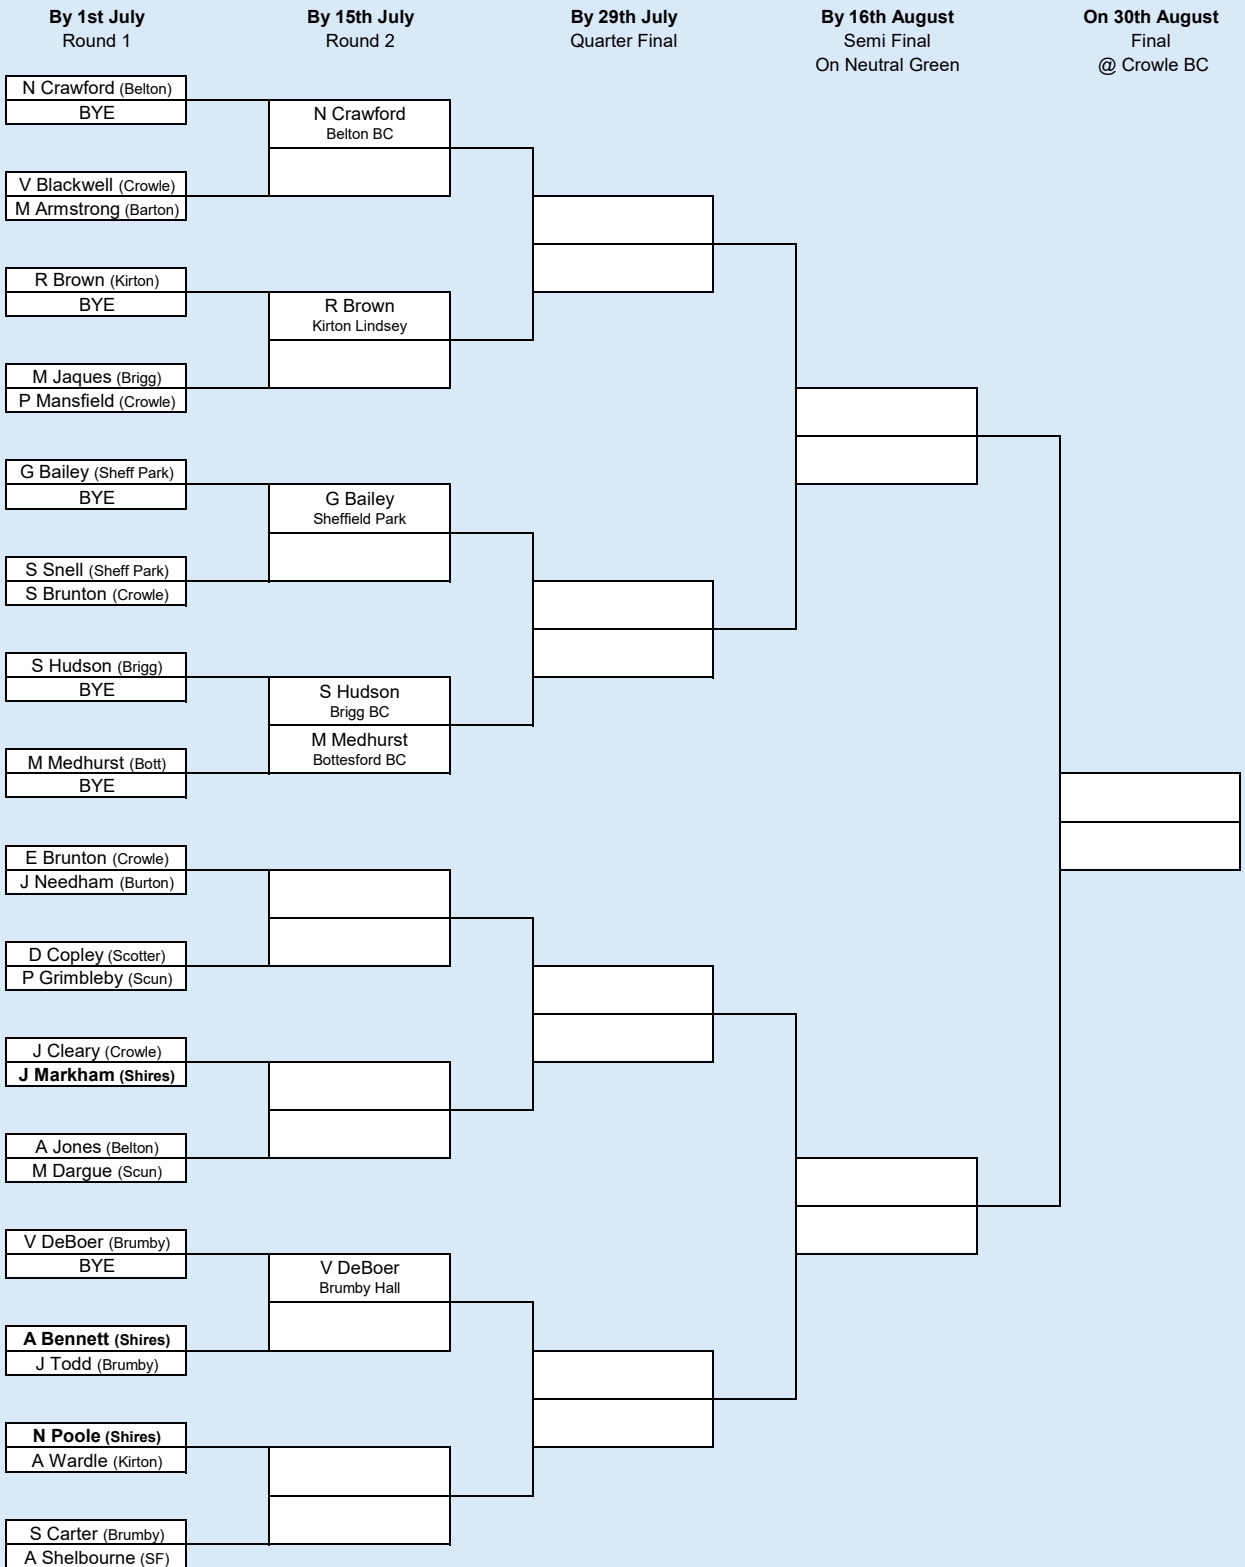 By 1st July
Round 1
By 15th July
Round 2
By 29th July
Quarter Final
By 16th August
Semi Final
On Neutral Green
On 30th August
Final
@ Crowle BC
N Crawford (Belton)
BYE
V Blackwell (Crowle)
M Armstrong (Barton)
R Brown (Kirton)
BYE
M Jaques (Brigg)
P Mansfield (Crowle)
G Bailey (Sheff Park)
BYE
S Snell (Sheff Park)
S Brunton (Crowle)
S Hudson (Brigg)
BYE
M Medhurst (Bott)
BYE
E Brunton (Crowle)
J Needham (Burton)
D Copley (Scotter)
P Grimbleby (Scun)
J Cleary (Crowle)
J Markham (Shires)
A Jones (Belton)
M Dargue (Scun)
V DeBoer (Brumby)
BYE
A Bennett (Shires)
J Todd (Brumby)
N Poole (Shires)
A Wardle (Kirton)
S Carter (Brumby)
A Shelbourne (SF)
N Crawford
Belton BC
R Brown
Kirton Lindsey
G Bailey
Sheffield Park
S Hudson
Brigg BC
M Medhurst
Bottesford BC
V DeBoer
Brumby Hall